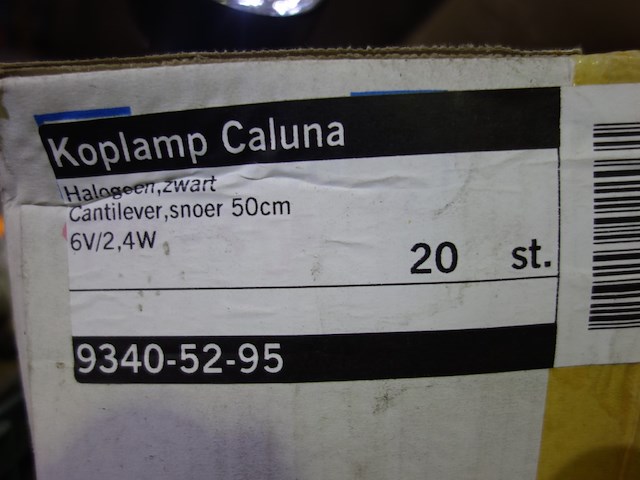 Koplamp Caluna
Halogeen,zwart
Cantilever,snoer 50cm
6V/2,4W
20 st.
9340-52-95